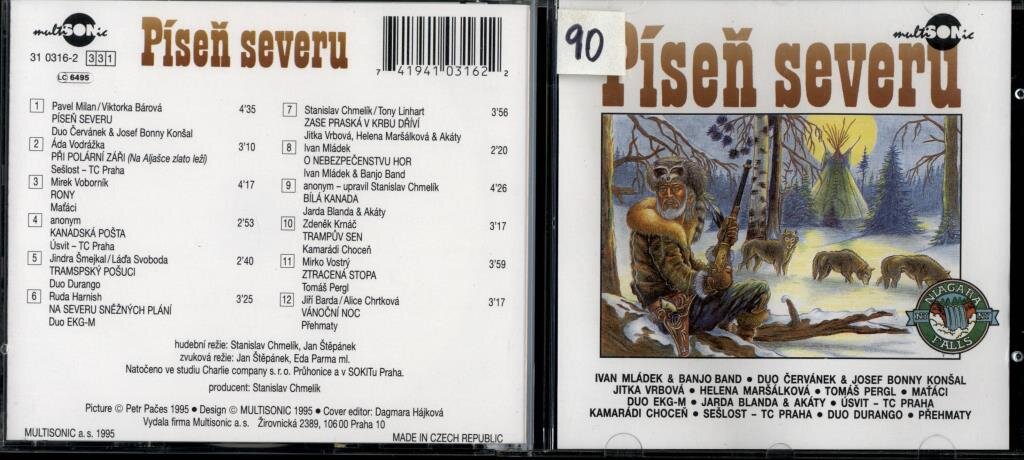 multiSONic
31 0316-2 331
LC 6495
Píseň severu
7 41941 03162 2
1 Pavel Milan/Viktorka Bárová 4'35
PÍSEŇ SEVERU
Duo Červánek & Josef Bonny Konšal
2 Áda Vodrážka 3'10
PŘI POLÁRNÍ ZÁŘI (Na Aljašce zlato leží)
Sešlost – TC Praha
3 Mirek Voborník 4'17
RONY
Maťáci
4 anonym 2'53
KANADSKÁ POŠTA
Úsvit – TC Praha
5 Jindra Šmejkal/Láďa Svoboda 2'40
TRAMSPSKÝ POŠUCI
Duo Durango
6 Ruda Harnish 3'25
NA SEVERU SNĚŽNÝCH PLÁNÍ
Duo EKG-M
7 Stanislav Chmelík/Tony Linhart 3'56
ZASE PRASKÁ V KRBU DŘÍVÍ
Jitka Vrbová, Helena Maršálková & Akáty
8 Ivan Mládek 2'20
O NEBEZPEČENSTVU HOR
Ivan Mládek & Banjo Band
9 anonym – upravil Stanislav Chmelík 4'26
BÍLÁ KANADA
Jarda Blanda & Akáty
10 Zdeněk Krnáč 3'17
TRAMPŮV SEN
Kamarádi Choceň
11 Mirko Vostrý 3'59
ZTRACENÁ STOPA
Tomáš Pergl
12 Jiří Barda/Alice Chrtková 3'17
VÁNOČNÍ NOC
Přehmaty
hudební režie: Stanislav Chmelík, Jan Štěpánek
zvuková režie: Jan Štěpánek, Eda Parma ml.
Natočeno ve studiu Charlie company s. r. o. Průhonice a v SOKITu Praha.
producent: Stanislav Chmelík
Picture © Petr Pačes 1995 • Design © MULTISONIC 1995 • Cover editor: Dagmara Hájková
Vydala firma Multisonic a. s. Žirovnická 2389, 106 00 Praha 10
MULTISONIC a. s. 1995
MADE IN CZECH REPUBLIC
90
multiSONic
Píseň severu
NIAGARA
NY NY
FALLS
IVAN MLÁDEK & BANJO BAND • DUO ČERVÁNEK & JOSEF BONNY KONŠAL
JITKA VRBOVÁ • HELENA MARŠÁLKOVÁ • TOMÁŠ PERGL • MAŤÁCI
DUO EKG-M • JARDA BLANDA & AKÁTY • ÚSVIT – TC PRAHA
KAMARÁDI CHOCEŇ • SEŠLOST – TC PRAHA • DUO DURANGO • PŘEHMATY